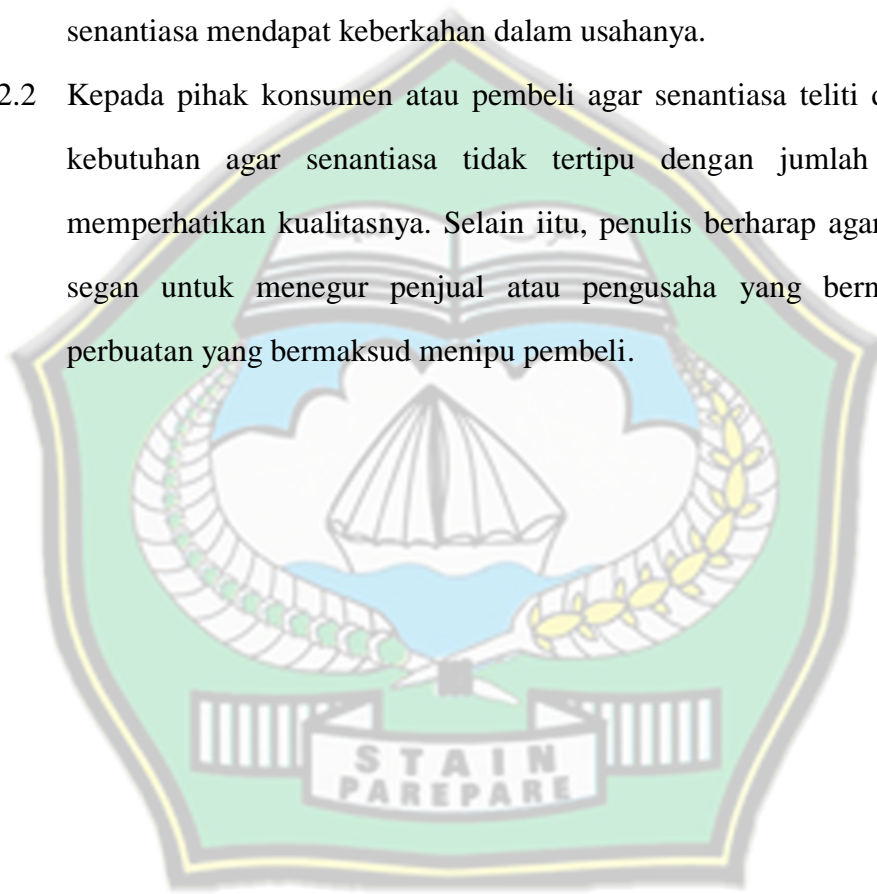 senantiasa mendapat keberkahan dalam usahanya.
2.2 Kepada pihak konsumen atau pembeli agar senantiasa teliti
kebutuhan agar senantiasa tidak tertipu dengan jumlah
memperhatikan kualitasnya. Selain iitu, penulis berharap agar
segan untuk menegur penjual atau pengusaha yang
perbuatan yang bermaksud menipu pembeli.
STAIN
PAREPARE